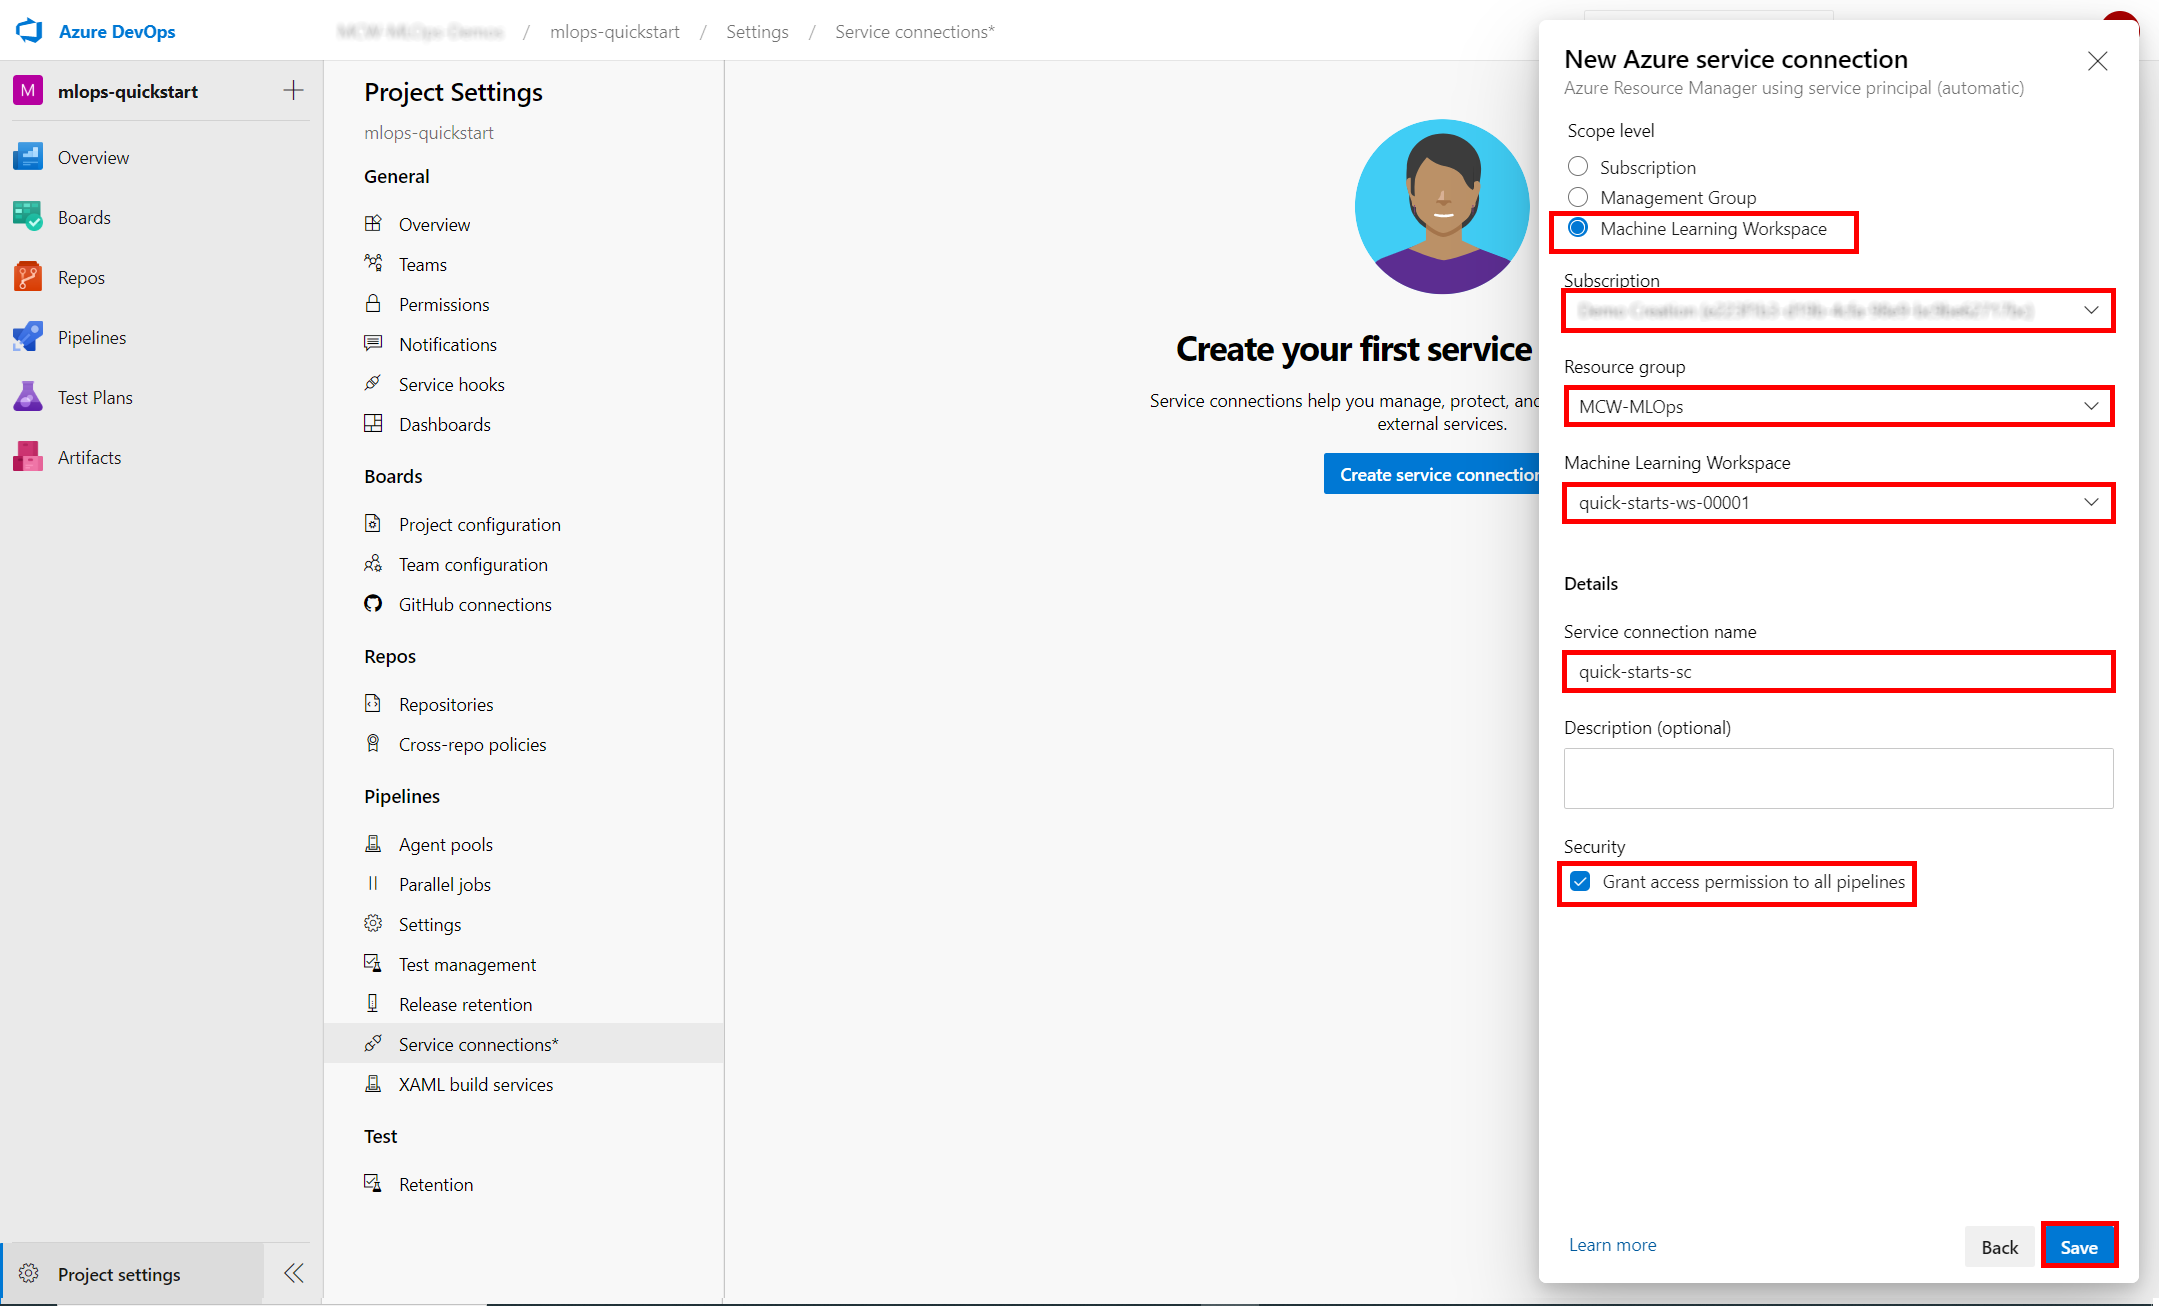 Azure DevOps
/ mlops-quickstart / Settings / Service connections*
M mlops-quickstart
Overview
Boards
Repos
Pipelines
Test Plans
Artifacts
Project settings
Project Settings
mlops-quickstart
General
Overview
Teams
Permissions
Notifications
Service hooks
Dashboards
Boards
Project configuration
Team configuration
GitHub connections
Repos
Repositories
Cross-repo policies
Pipelines
Agent pools
Parallel jobs
Settings
Test management
Release retention
Service connections*
XAML build services
Test
Retention
Create your first service
Service connections help you manage, protect, and
external services.
Create service connection
New Azure service connection
Azure Resource Manager using service principal (automatic)
Scope level
Subscription
Management Group
Machine Learning Workspace
Subscription
Resource group
MCW-MLOps
Machine Learning Workspace
quick-starts-ws-00001
Details
Service connection name
quick-starts-sc
Description (optional)
Security
Grant access permission to all pipelines
Learn more
Back
Save